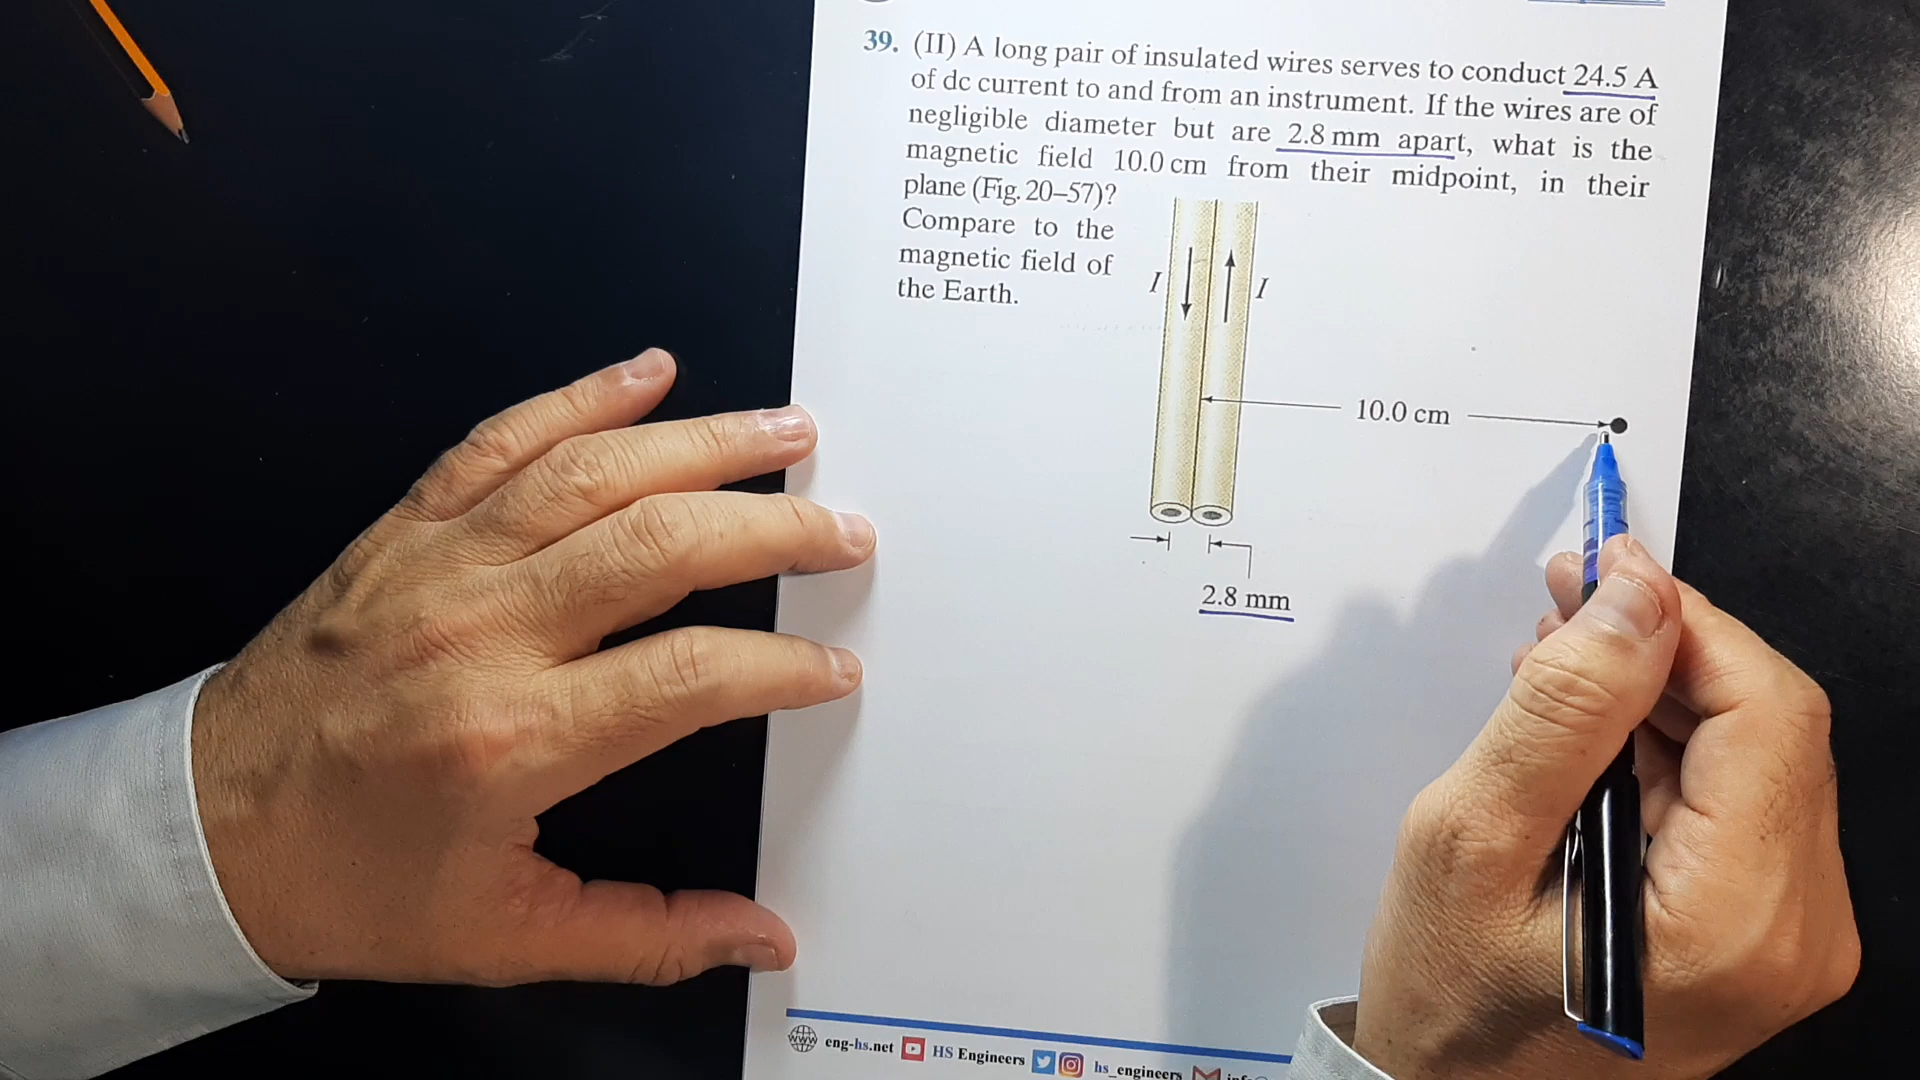 39. (II) A long pair of insulated wires serves to conduct 24.5 A
of dc current to and from an instrument. If the wires are of
negligible diameter but are 2.8 mm apart, what is the
magnetic field 10.0 cm from their midpoint, in their
plane (Fig. 20–57)?
Compare to the
magnetic field of
the Earth.
I
I
10.0 cm
2.8 mm
www eng-hs.net HS Engineers hs_engineers